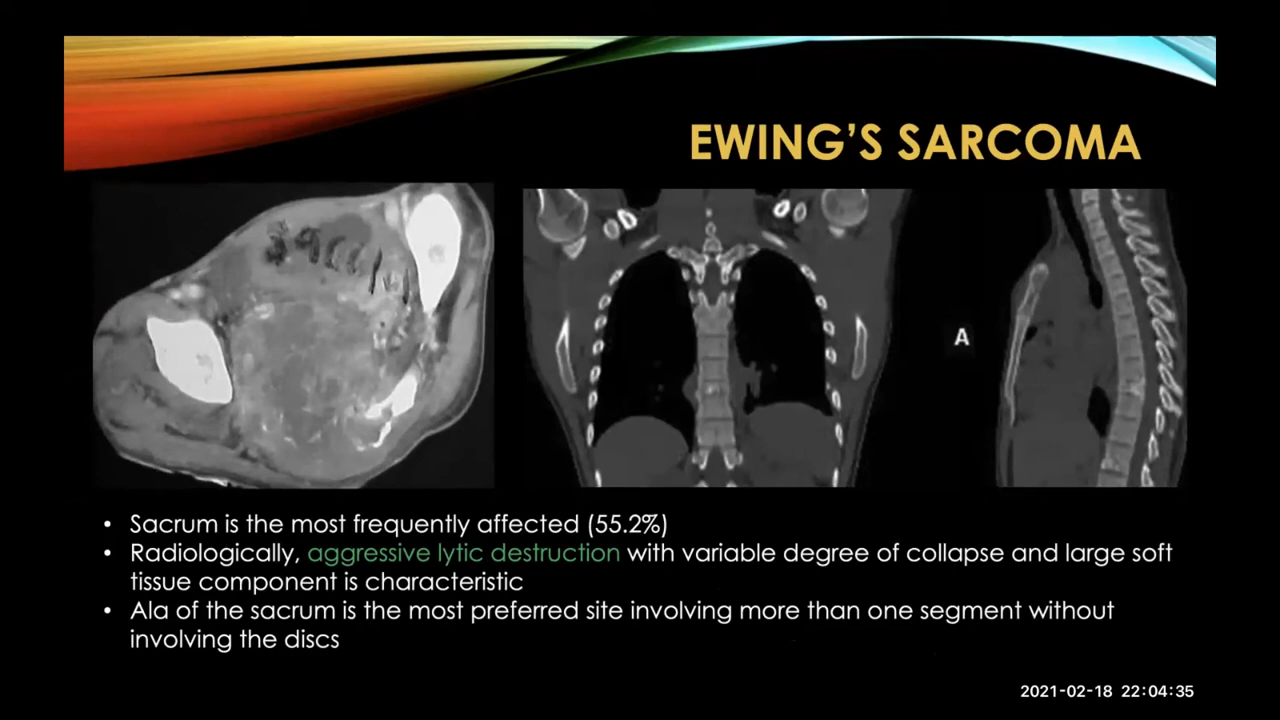 EWING'S SARCOMA
A
• Sacrum is the most frequently affected (55.2%)
• Radiologically, aggressive lytic destruction with variable degree of collapse and large soft
tissue component is characteristic
• Ala of the sacrum is the most preferred site involving more than one segment without
involving the discs
2021-02-18 22:04:35